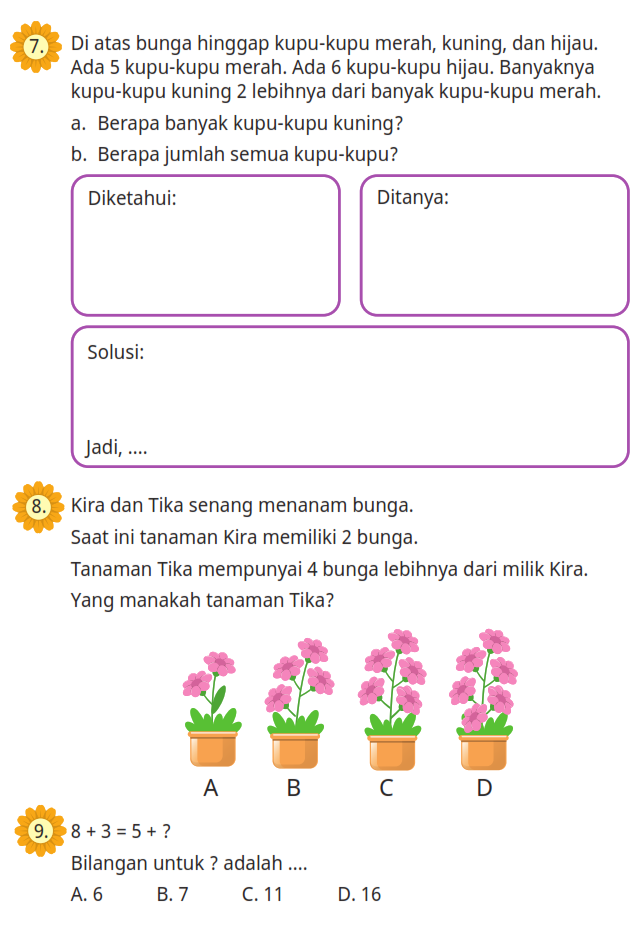 7. Di atas bunga hinggap kupu-kupu merah, kuning, dan hijau.
Ada 5 kupu-kupu merah. Ada 6 kupu-kupu hijau. Banyaknya
kupu-kupu kuning 2 lebihnya dari banyak kupu-kupu merah.
a. Berapa banyak kupu-kupu kuning?
b. Berapa jumlah semua kupu-kupu?
Diketahui:
Ditanya:
Solusi:
Jadi, ....
8. Kira dan Tika senang menanam bunga.
Saat ini tanaman Kira memiliki 2 bunga.
Tanaman Tika mempunyai 4 bunga lebihnya dari milik Kira.
Yang manakah tanaman Tika?
A B C D
9. 8 + 3 = 5 + ?
Bilangan untuk ? adalah ....
A. 6 B. 7 C. 11 D. 16